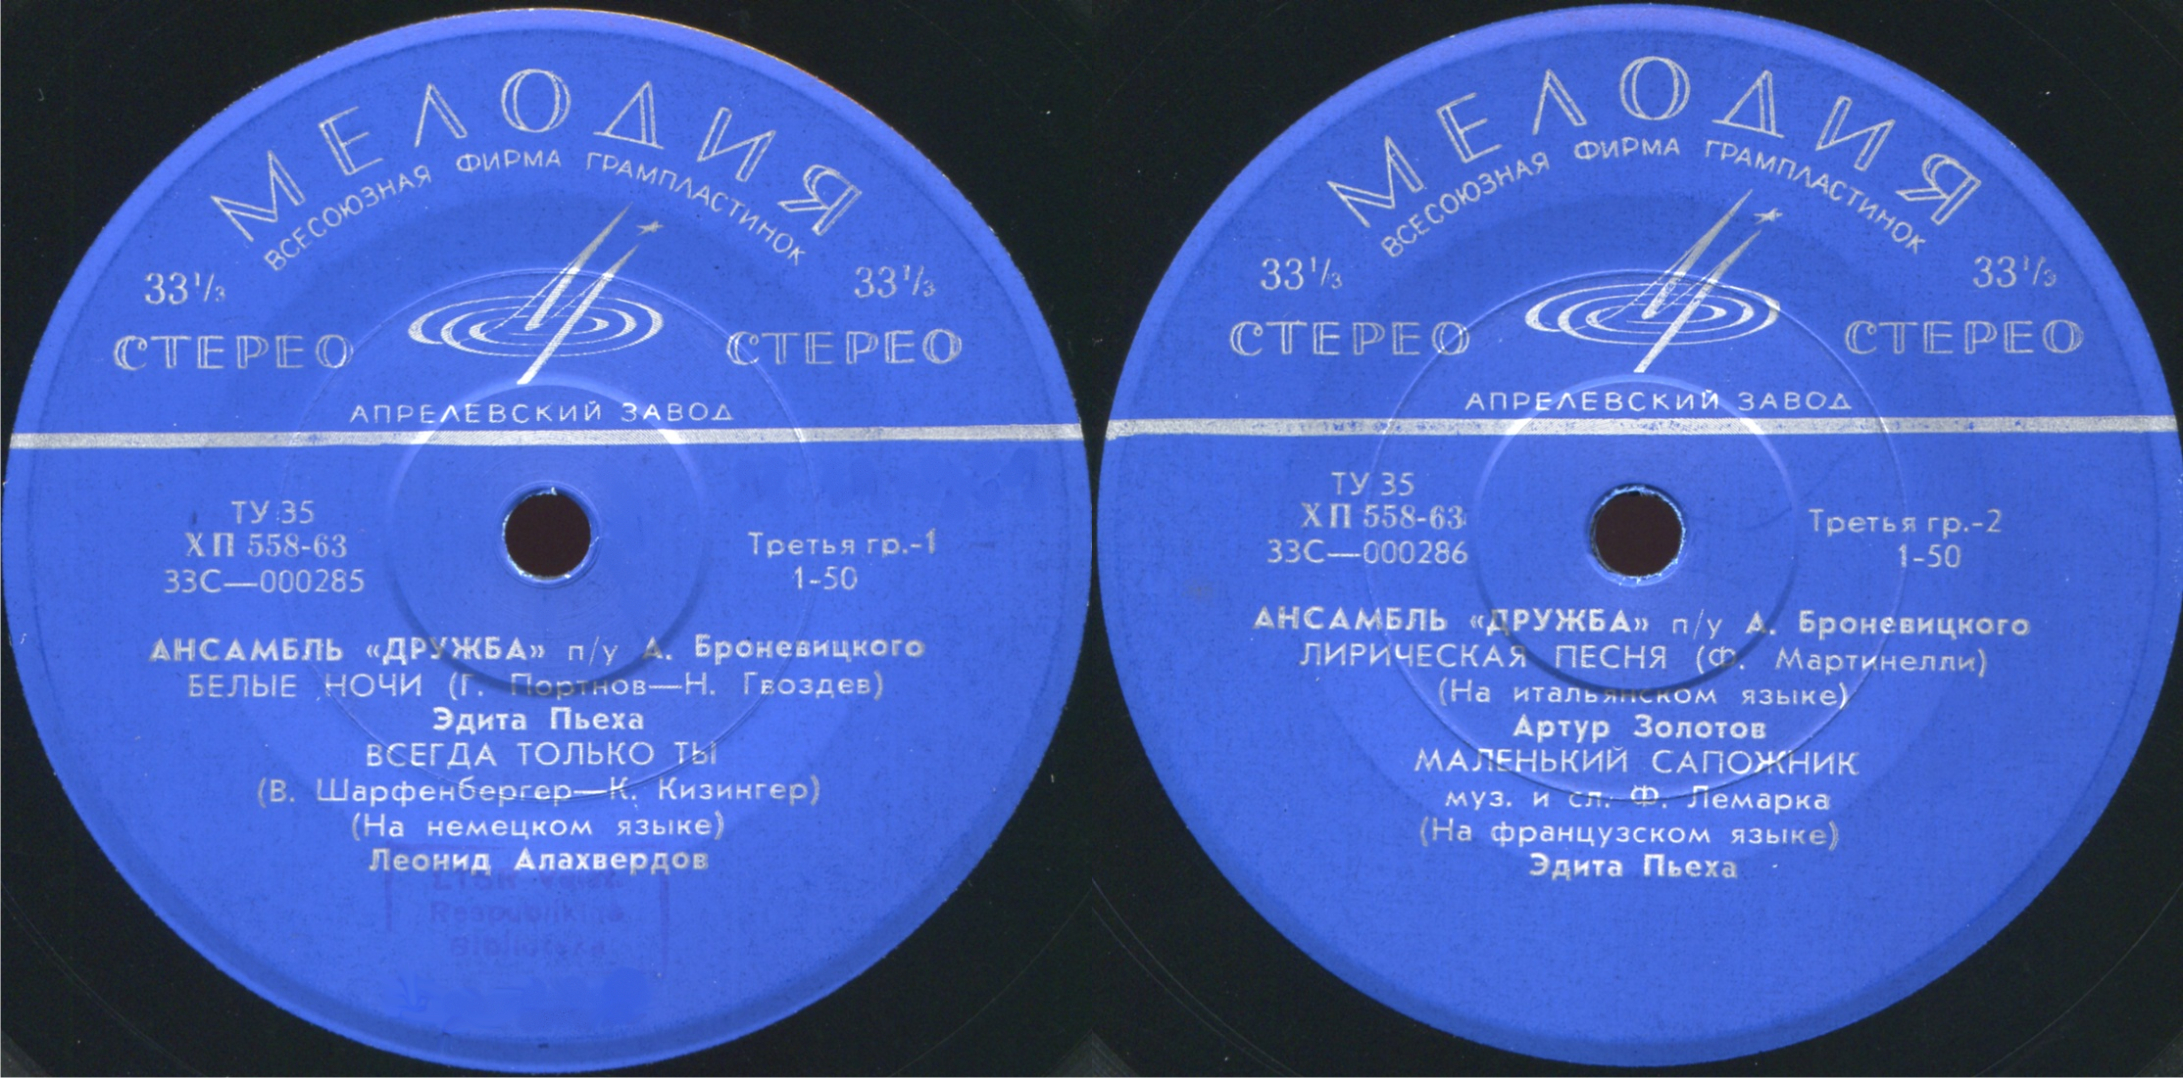 МЕЛОДИЯ
ВСЕСОЮЗНАЯ ФИРМА ГРАМПЛАСТИНОК
33⅓ 33⅓
СТЕРЕО СТЕРЕО
АПРЕЛЕВСКИЙ ЗАВОД
ТУ 35
ХП 558-63
33С—000285
Третья гр.-1
1-50
АНСАМБЛЬ «ДРУЖБА» п/у А. Броневицкого
БЕЛЫЕ НОЧИ (Г. Портнов—Н. Гвоздев)
Эдита Пьеха
ВСЕГДА ТОЛЬКО ТЫ
(В. Шарфенбергер—К. Кизингер)
(На немецком языке)
Леонид Алахвердов
Respublikinė
Biblioteka
МЕЛОДИЯ
ВСЕСОЮЗНАЯ ФИРМА ГРАМПЛАСТИНОК
33⅓ 33⅓
СТЕРЕО СТЕРЕО
АПРЕЛЕВСКИЙ ЗАВОД
ТУ 35
ХП 558-63
33С—000286
Третья гр.-2
1-50
АНСАМБЛЬ «ДРУЖБА» п/у А. Броневицкого
ЛИРИЧЕСКАЯ ПЕСНЯ (Ф. Мартинелли)
(На итальянском языке)
Артур Золотов
МАЛЕНЬКИЙ САПОЖНИК
муз. и сл. Ф. Лемарка
(На французском языке)
Эдита Пьеха